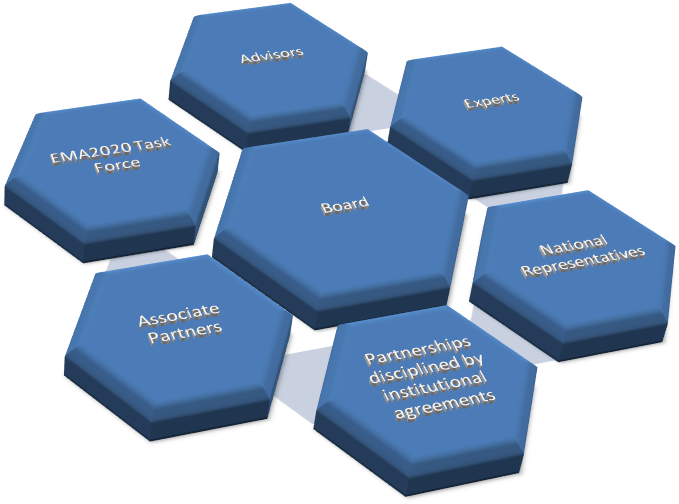 Advisors
Experts
EMA2020 Task
Force
Board
National
Representatives
Associate
Partners
Partnerships
disciplined by
institutional
agreements